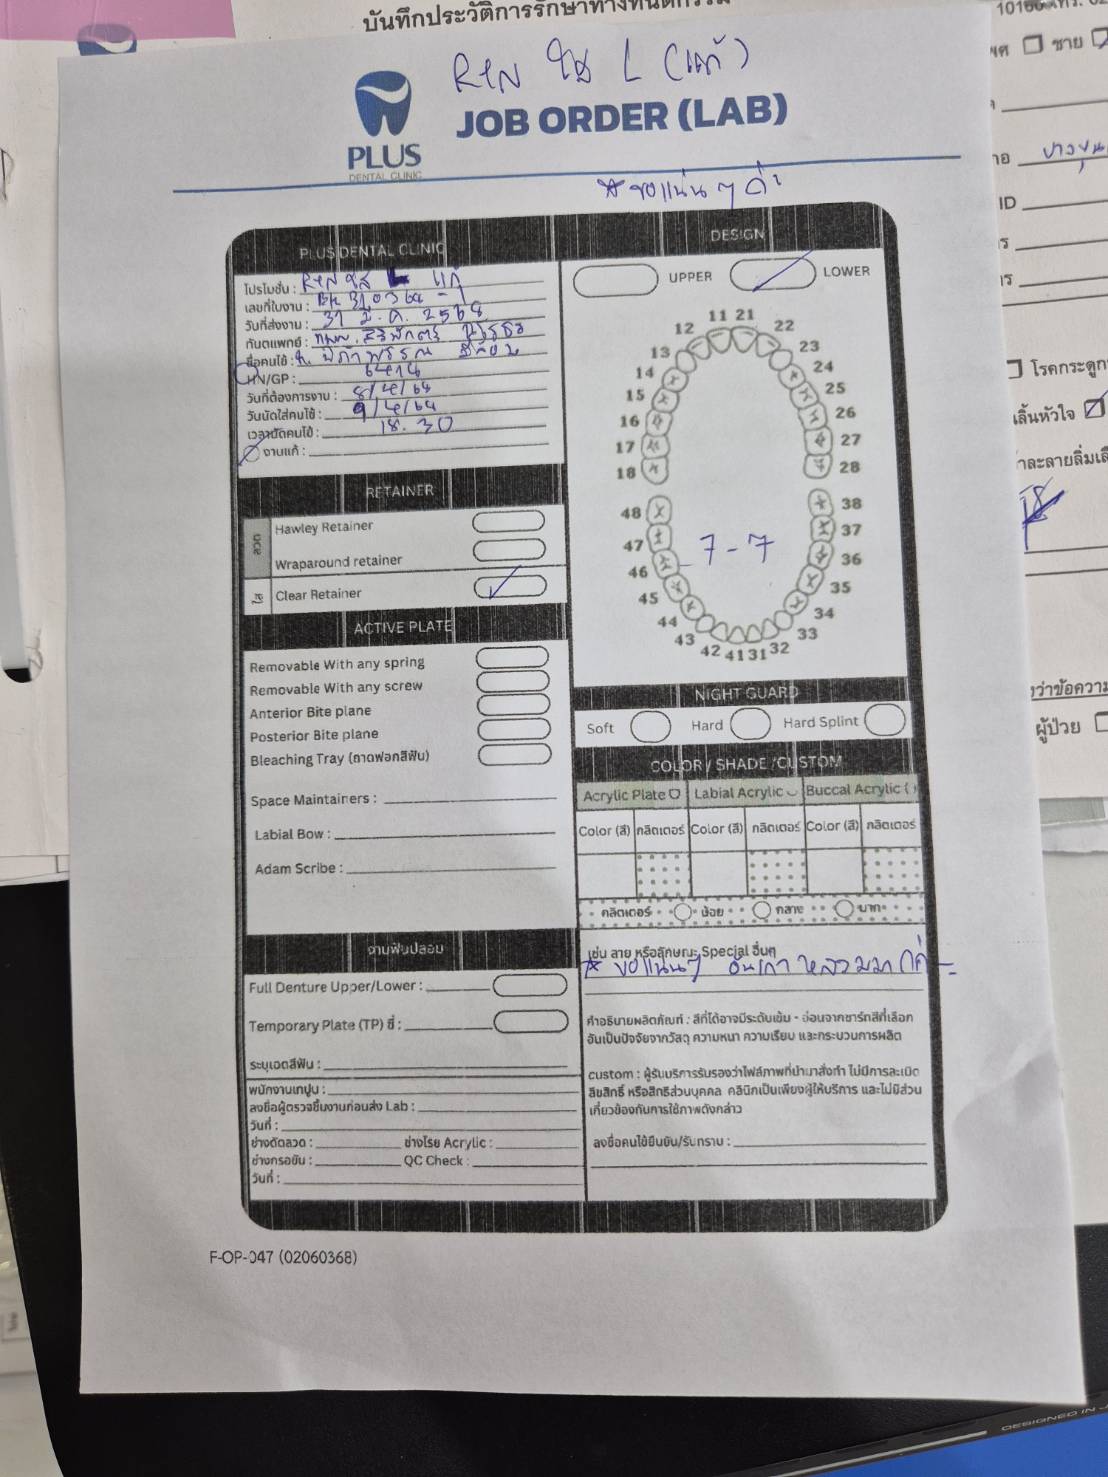 บันทึกประวัติการรักษาทางทันตกรรม
ชาย
ID
โรคกระดูก
ผู้ป่วย
Rtn ใส L (แก้)
PLUS
DENTAL CLINIC
JOB ORDER (LAB)
* ขอแน่นๆ ค่ะ
PLUS DENTAL CLINIC
โปรโมชั่น : Rtn ใส L แก้
เลขที่ใบงาน :
วันที่ส่งงาน : 31 มี.ค. 2568
ทันตแพทย์ :
ชื่อคนไข้ :
HN/GP : 6414
วันที่ต้องการงาน : 8/4/68
วันนัดใส่คนไข้ : 9/4/68
เวลานัดคนไข้ : 18.30
งานแก้ :
DESIGN
UPPER
LOWER
11 21
12 22
13 23
14 24
15 25
16 26
17 27
18 28
48 38
47 37
46 36
45 35
44 34
43 33
42 41 31 32
7-7
RETAINER
ลวด
Hawley Retainer
Wraparound retainer
ใส
Clear Retainer
ACTIVE PLATE
Removable With any spring
Removable With any screw
Anterior Bite plane
Posterior Bite plane
Bleaching Tray (ถาดฟอกสีฟัน)
Space Maintainers :
Labial Bow :
Adam Scribe :
NIGHT GUARD
Soft
Hard
Hard Splint
COLOR / SHADE / CUSTOM
Acrylic Plate
Labial Acrylic
Buccal Acrylic
Color (สี) กลิตเตอร์ Color (สี) กลิตเตอร์ Color (สี) กลิตเตอร์
กลิตเตอร์ น้อย กลาง มาก
งานฟันปลอม
Full Denture Upper/Lower :
Temporary Plate (TP) ซี่ :
ระบุเฉดสีฟัน :
พนักงานเทปูน :
ลงชื่อผู้ตรวจชิ้นงานก่อนส่ง Lab :
วันที่ :
ช่างดัดลวด : ช่างโรย Acrylic :
ช่างกรอขัน : QC Check :
วันที่ :
เช่น ลาย หรือลักษณะ Special อื่นๆ
* ขอแน่นๆ อันเก่าหลวมมากค่ะ
คำอธิบายผลิตภัณฑ์ : สีที่ได้อาจมีระดับเข้ม - อ่อนจากชาร์ทสีที่เลือก
อันเป็นปัจจัยจากวัสดุ ความหนา ความเรียบ และกระบวนการผลิต
custom : ผู้รับบริการรับรองว่าไฟล์ภาพที่นำมาสั่งทำ ไม่มีการละเมิด
ลิขสิทธิ์ หรือสิทธิส่วนบุคคล คลินิกเป็นเพียงผู้ให้บริการ และไม่มีส่วน
เกี่ยวข้องกับการใช้ภาพดังกล่าว
ลงชื่อคนไข้ยืนยัน/รับทราบ :
F-OP-047 (02060368)